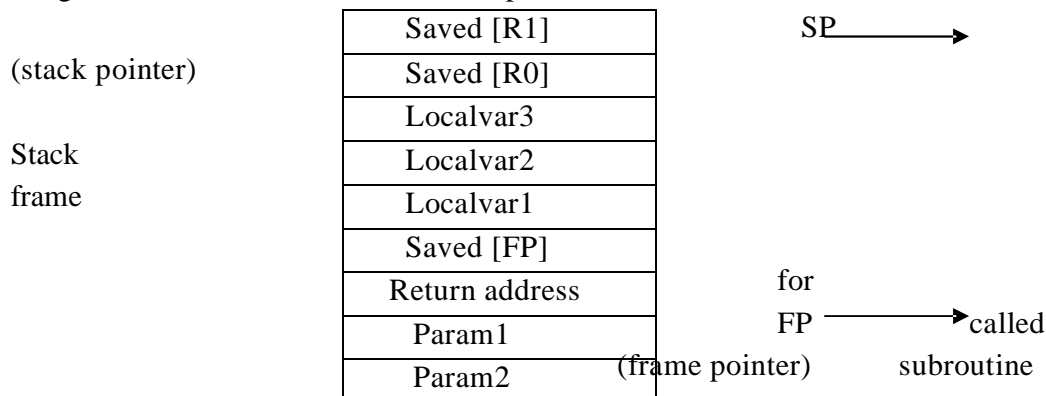 Saved [R1] SP
(stack pointer) Saved [R0]
Localvar3
Stack Localvar2
frame Localvar1
Saved [FP]
Return address for
Param1 FP called
Param2 (frame pointer) subroutine